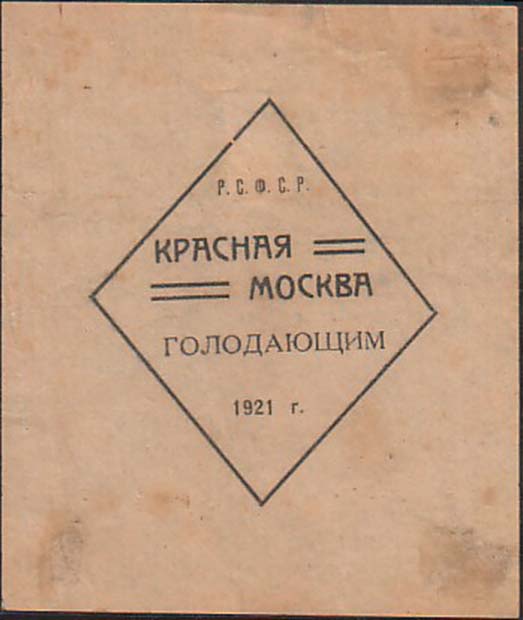 Р. С. Ф. С. Р.
КРАСНАЯ
МОСКВА
ГОЛОДАЮЩИМ
1921 г.